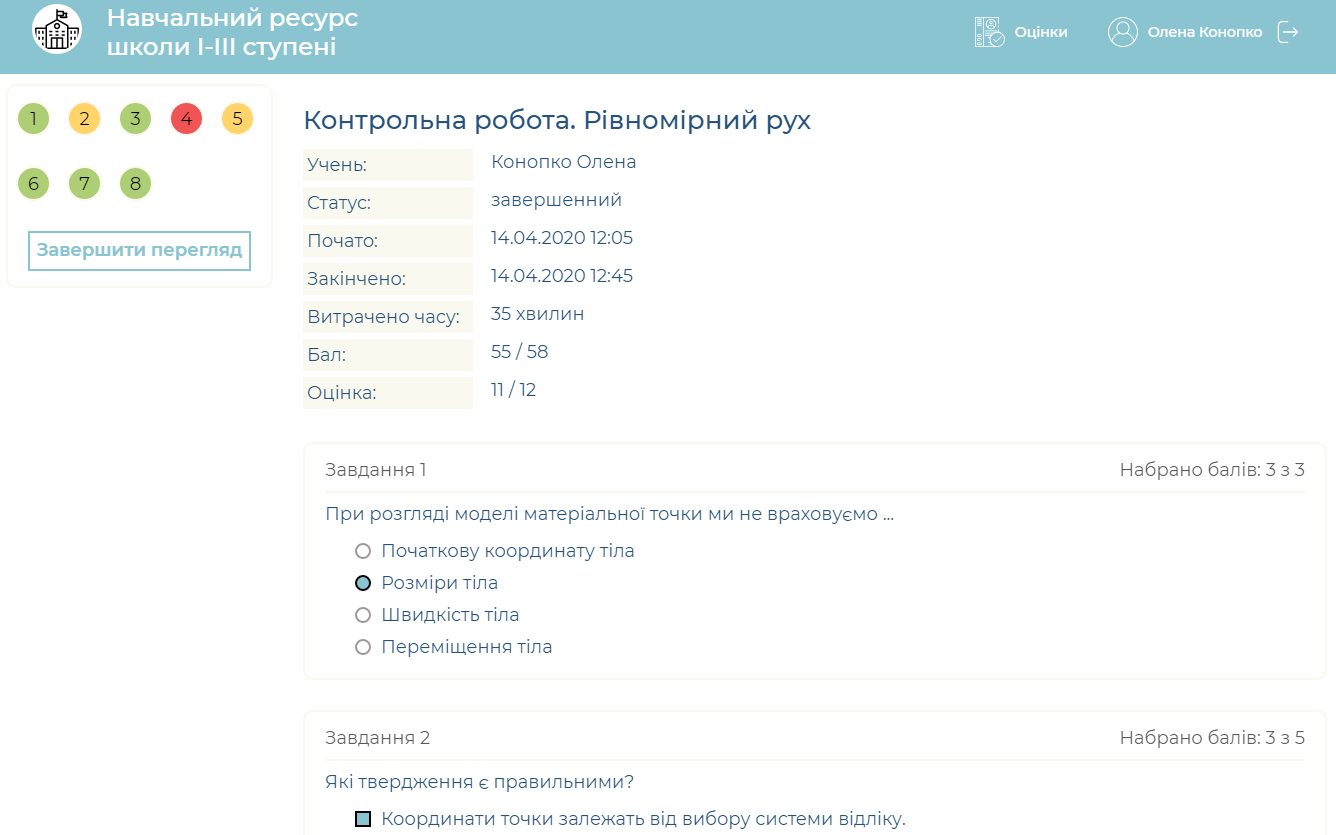 Навчальний ресурс
школи І-ІІІ ступені
Оцінки
Олена Конопко
1 2 3 4 5
6 7 8
Завершити перегляд
Контрольна робота. Рівномірний рух
Учень: Конопко Олена
Статус: завершенний
Почато: 14.04.2020 12:05
Закінчено: 14.04.2020 12:45
Витрачено часу: 35 хвилин
Бал: 55 / 58
Оцінка: 11 / 12
Завдання 1 Набрано балів: 3 з 3
При розгляді моделі матеріальної точки ми не враховуємо ...
Початкову координату тіла
Розміри тіла
Швидкість тіла
Переміщення тіла
Завдання 2 Набрано балів: 3 з 5
Які твердження є правильними?
Координати точки залежать від вибору системи відліку.